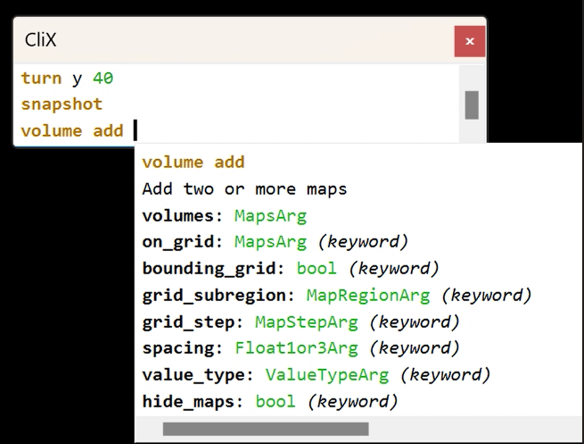 CliX
turn y 40
snapshot
volume add
volume add
Add two or more maps
volumes: MapsArg
on_grid: MapsArg (keyword)
bounding_grid: bool (keyword)
grid_subregion: MapRegionArg (keyword)
grid_step: MapStepArg (keyword)
spacing: Float1or3Arg (keyword)
value_type: ValueTypeArg (keyword)
hide_maps: bool (keyword)